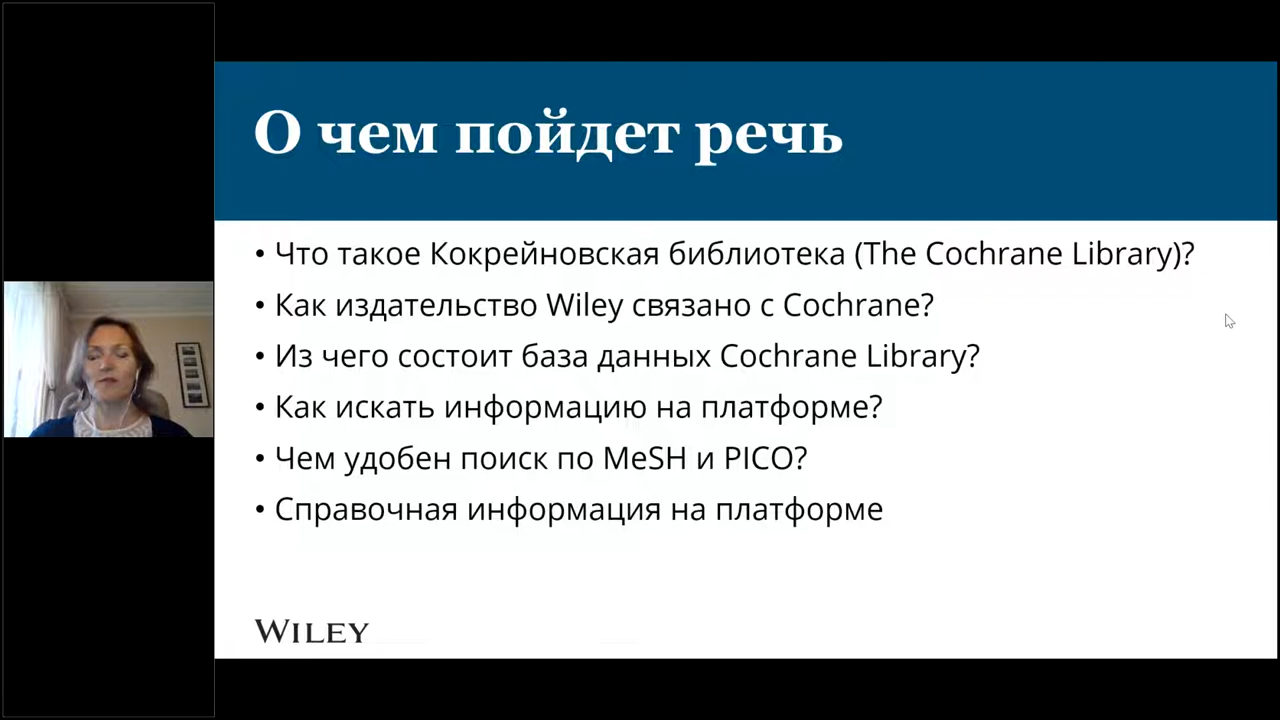 О чем пойдет речь
• Что такое Кокрейновская библиотека (The Cochrane Library)?
• Как издательство Wiley связано с Cochrane?
• Из чего состоит база данных Cochrane Library?
• Как искать информацию на платформе?
• Чем удобен поиск по MeSH и PICO?
• Справочная информация на платформе
WILEY